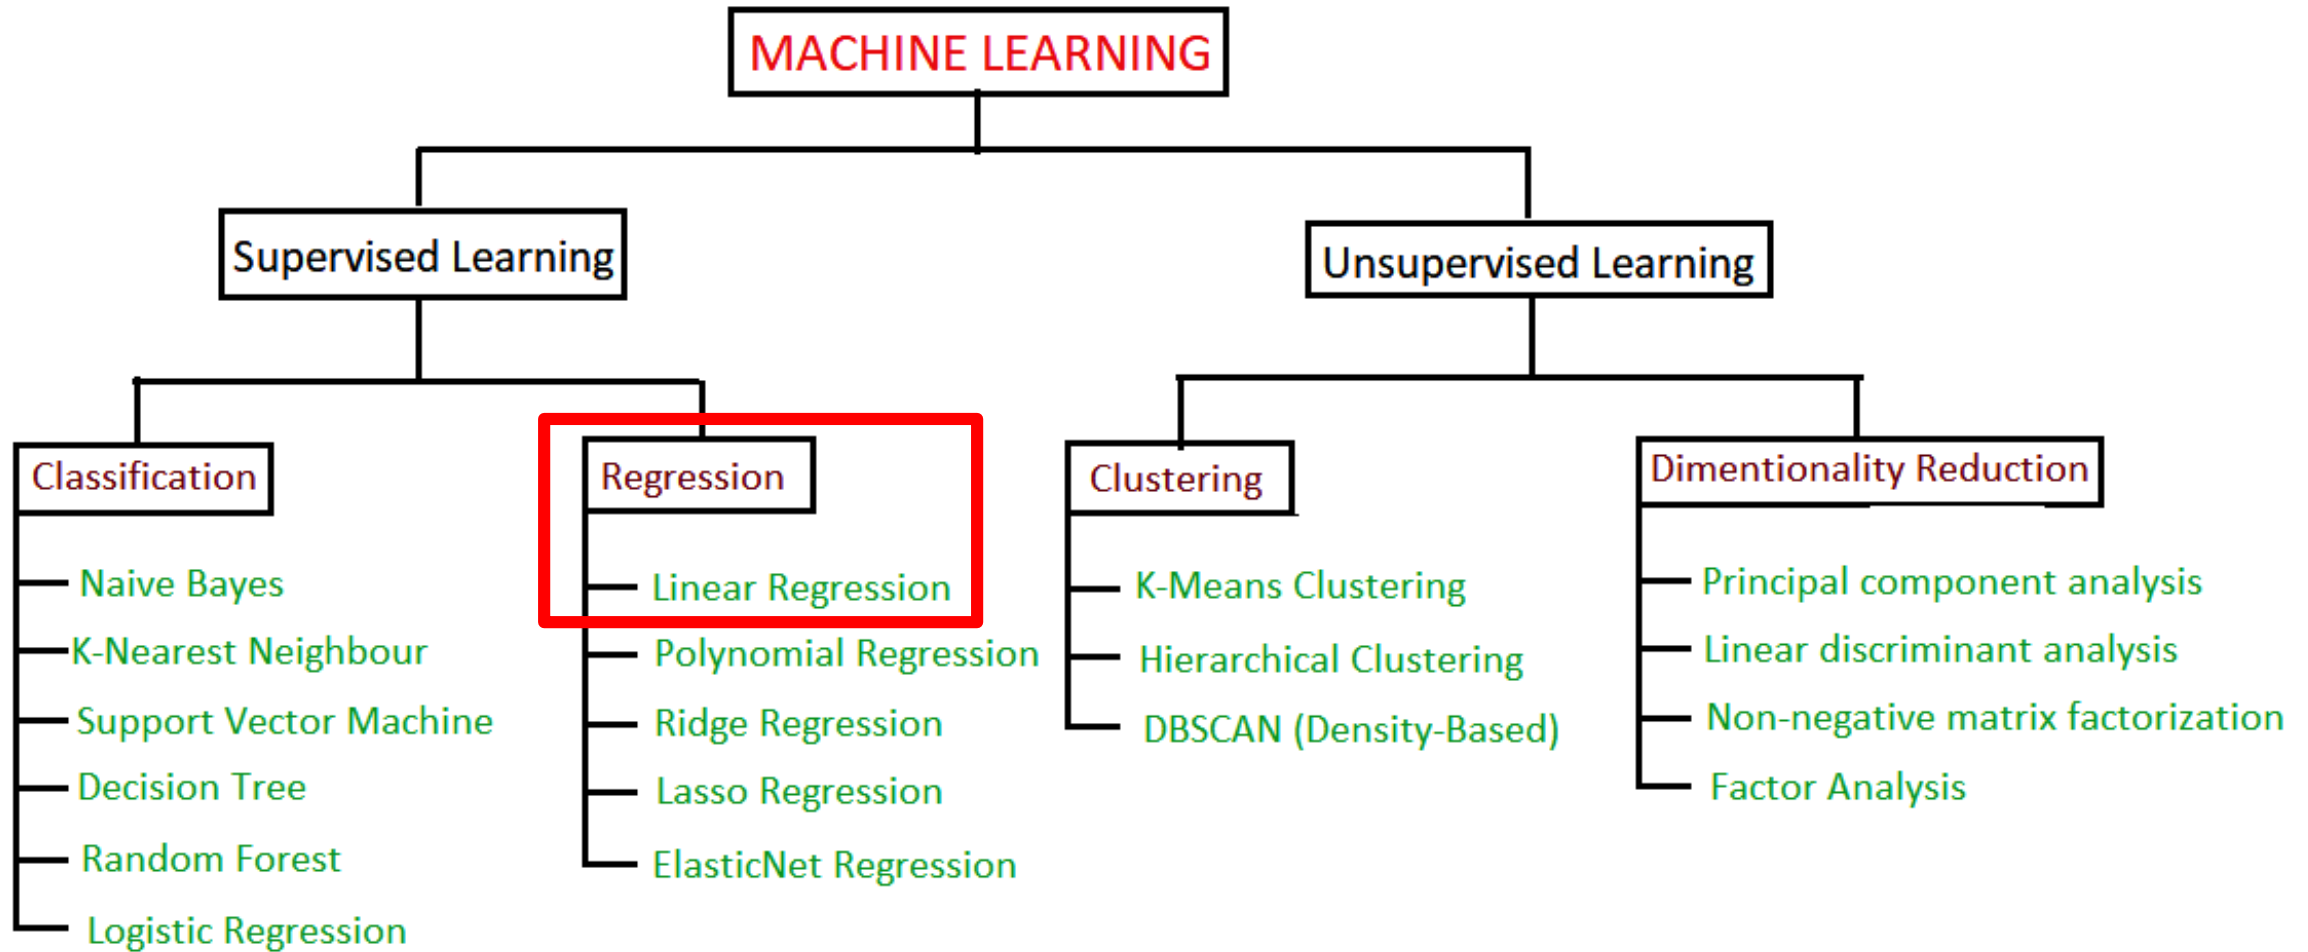 MACHINE LEARNING
Supervised Learning
Unsupervised Learning
Classification
Naive Bayes
K-Nearest Neighbour
Support Vector Machine
Decision Tree
Random Forest
Logistic Regression
Regression
Linear Regression
Polynomial Regression
Ridge Regression
Lasso Regression
ElasticNet Regression
Clustering
K-Means Clustering
Hierarchical Clustering
DBSCAN (Density-Based)
Dimentionality Reduction
Principal component analysis
Linear discriminant analysis
Non-negative matrix factorization
Factor Analysis